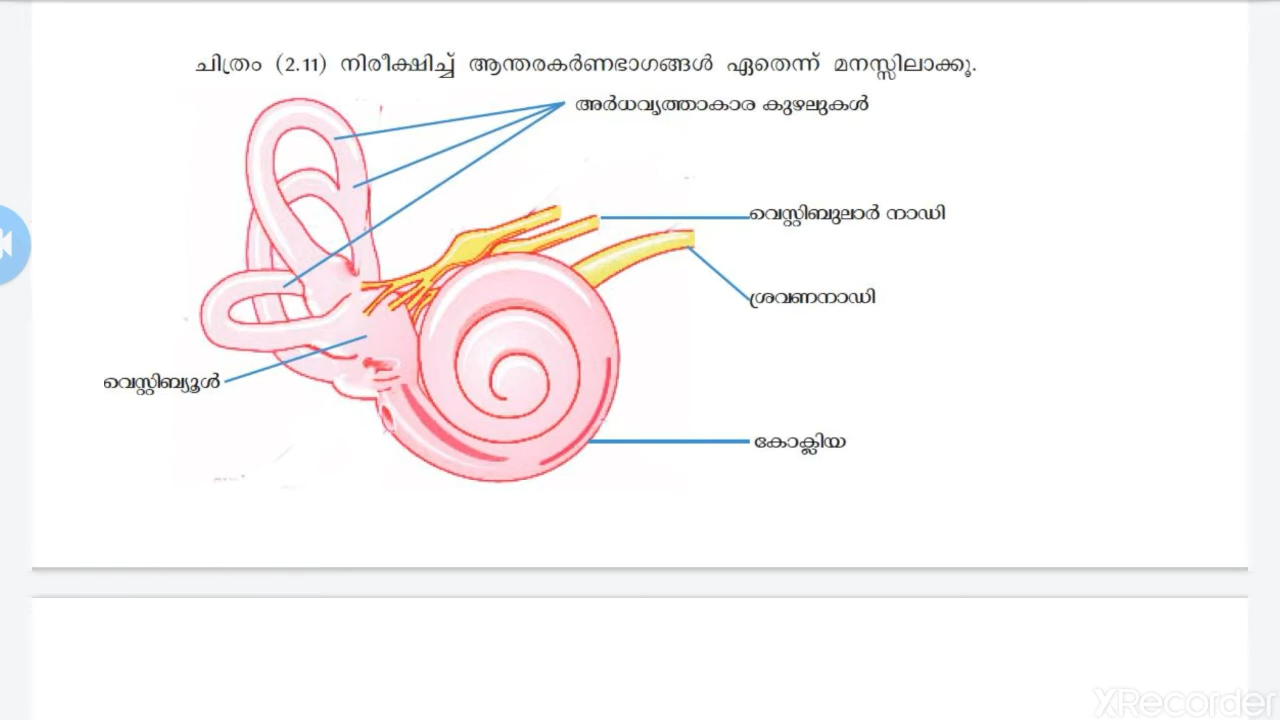 ചിത്രം (2.11) നിരീക്ഷിച്ച് ആന്തരകർണഭാഗങ്ങൾ ഏതെന്ന് മനസ്സിലാക്കൂ.
അർധവൃത്താകാര കുഴലുകൾ
വെസ്റ്റിബുലാർ നാഡി
ശ്രവണനാഡി
വെസ്റ്റിബ്യൂൾ
കോക്ലിയ
XRecorder